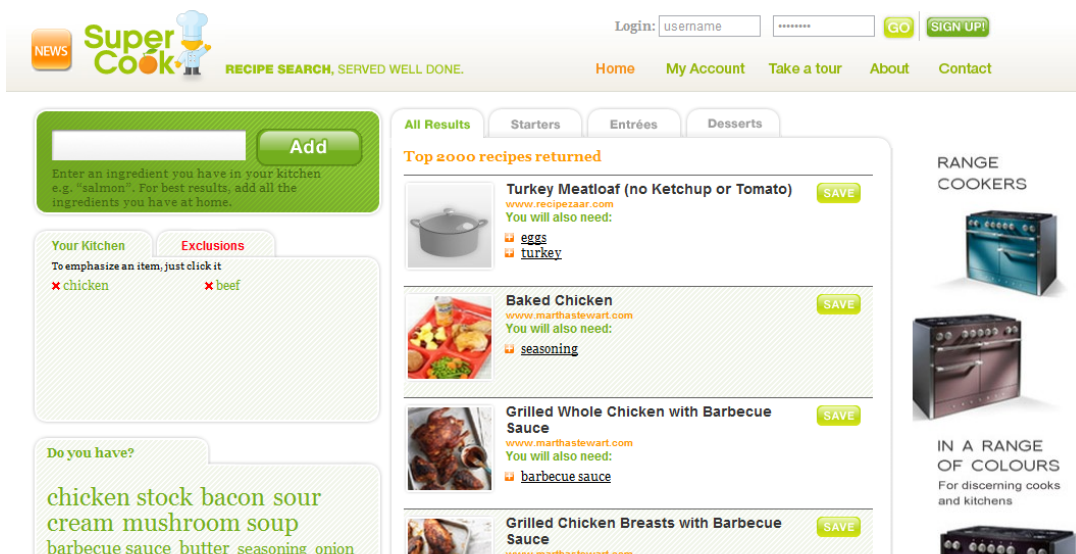 NEWS
Super
Cook
RECIPE SEARCH, SERVED WELL DONE.
Login: username ········ GO SIGN UP!
Home My Account Take a tour About Contact
Add
Enter an ingredient you have in your kitchen
e.g. “salmon”. For best results, add all the
ingredients you have at home.
Your Kitchen Exclusions
To emphasize an item, just click it
chicken beef
Do you have?
chicken stock bacon sour
cream mushroom soup
barbecue sauce butter seasoning onion
All Results Starters Entrées Desserts
Top 2000 recipes returned
Turkey Meatloaf (no Ketchup or Tomato) SAVE
www.recipezaar.com
You will also need:
eggs
turkey
Baked Chicken SAVE
www.marthastewart.com
You will also need:
seasoning
Grilled Whole Chicken with Barbecue SAVE
Sauce
www.marthastewart.com
You will also need:
barbecue sauce
Grilled Chicken Breasts with Barbecue SAVE
Sauce
www.marthastewart.com
RANGE
COOKERS
IN A RANGE
OF COLOURS
For discerning cooks
and kitchens